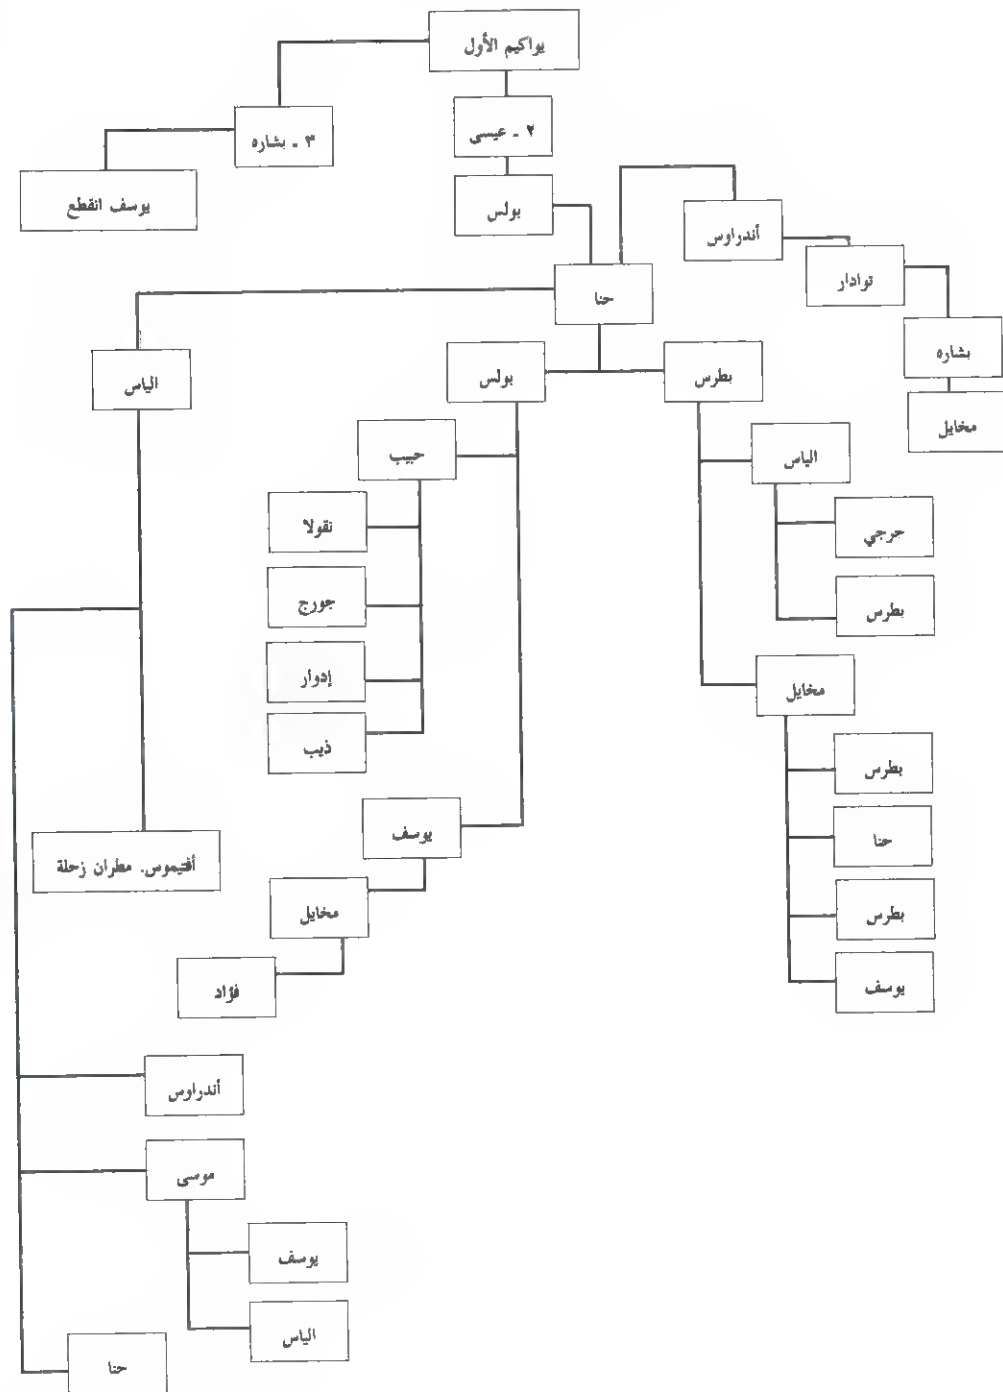 يواكيم الأول
٢ ـ عيسى
٣ ـ بشاره
يوسف انقطع
بولس
أندراوس
توادار
حنا
بشاره
مخايل
بطرس
بولس
الياس
الياس
حبيب
حرجي
نقولا
جورج
بطرس
إدوار
مخايل
ذيب
بطرس
يوسف
حنا
أفتيموس. مطران زحلة
مخايل
بطرس
فؤاد
يوسف
أندراوس
موسى
يوسف
الياس
حنا